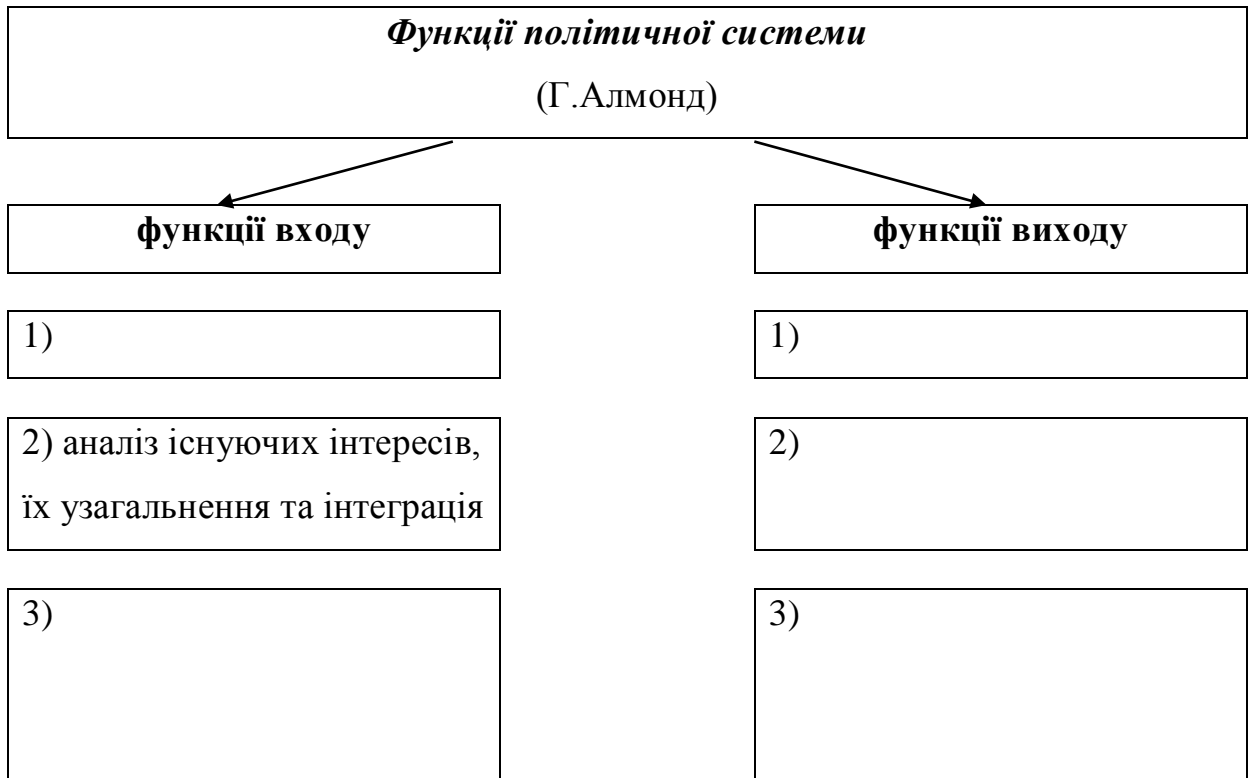 Функції політичної системи
(Г.Алмонд)
функції входу
функції виходу
1)
1)
2) аналіз існуючих інтересів,
їх узагальнення та інтеграція
2)
3)
3)